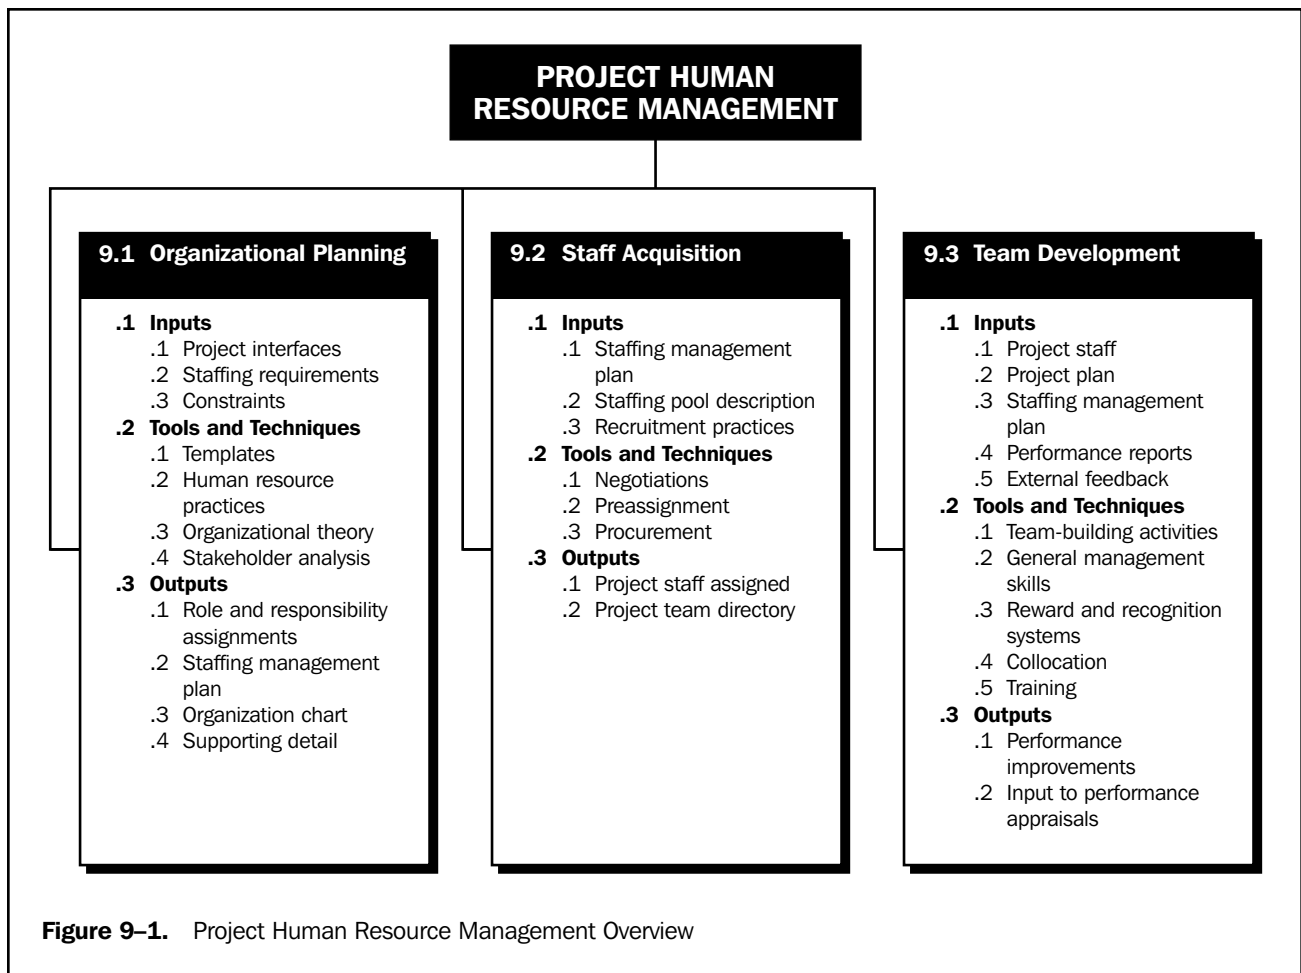 PROJECT HUMAN
RESOURCE MANAGEMENT
9.1 Organizational Planning
.1 Inputs
.1 Project interfaces
.2 Staffing requirements
.3 Constraints
.2 Tools and Techniques
.1 Templates
.2 Human resource
practices
.3 Organizational theory
.4 Stakeholder analysis
.3 Outputs
.1 Role and responsibility
assignments
.2 Staffing management
plan
.3 Organization chart
.4 Supporting detail
9.2 Staff Acquisition
.1 Inputs
.1 Staffing management
plan
.2 Staffing pool description
.3 Recruitment practices
.2 Tools and Techniques
.1 Negotiations
.2 Preassignment
.3 Procurement
.3 Outputs
.1 Project staff assigned
.2 Project team directory
9.3 Team Development
.1 Inputs
.1 Project staff
.2 Project plan
.3 Staffing management
plan
.4 Performance reports
.5 External feedback
.2 Tools and Techniques
.1 Team-building activities
.2 General management
skills
.3 Reward and recognition
systems
.4 Collocation
.5 Training
.3 Outputs
.1 Performance
improvements
.2 Input to performance
appraisals
Figure 9–1. Project Human Resource Management Overview